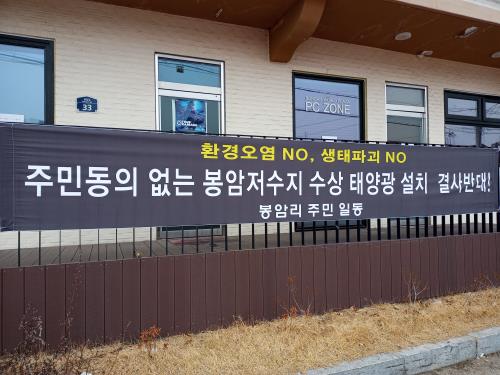 33
PC ZONE
환경오염 NO, 생태파괴 NO
주민동의 없는 봉암저수지 수상 태양광 설치 결사반대!
봉암리 주민 일동